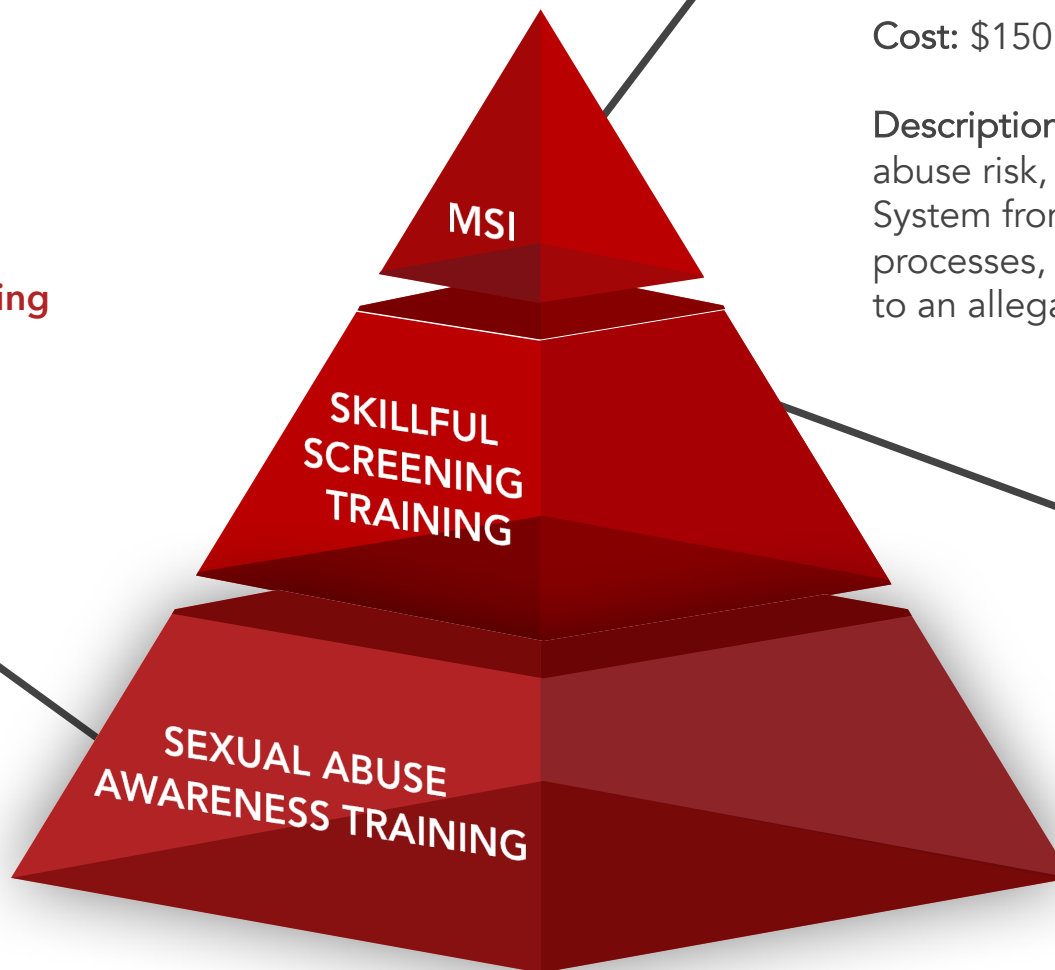 Cost: $150
Description
abuse risk,
System from
processes,
to an allega
ing
MSI
SKILLFUL
SCREENING
TRAINING
SEXUAL ABUSE
AWARENESS TRAINING